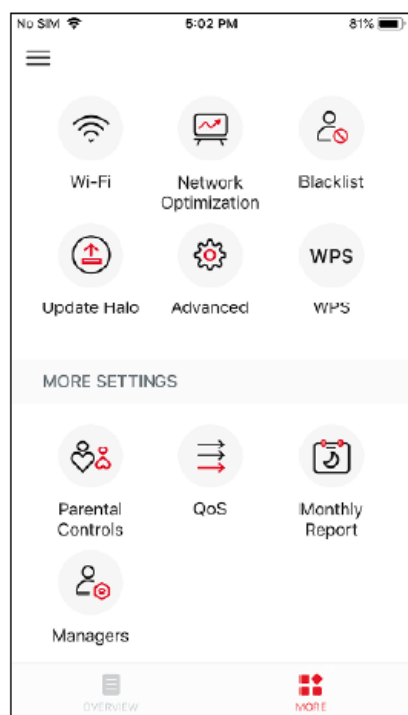 No SIM 5:02 PM 81%
Wi-Fi Network Blacklist
Optimization
WPS
Update Halo Advanced WPS
MORE SETTINGS
Parental QoS Monthly
Controls Report
Managers
OVERVIEW MORE